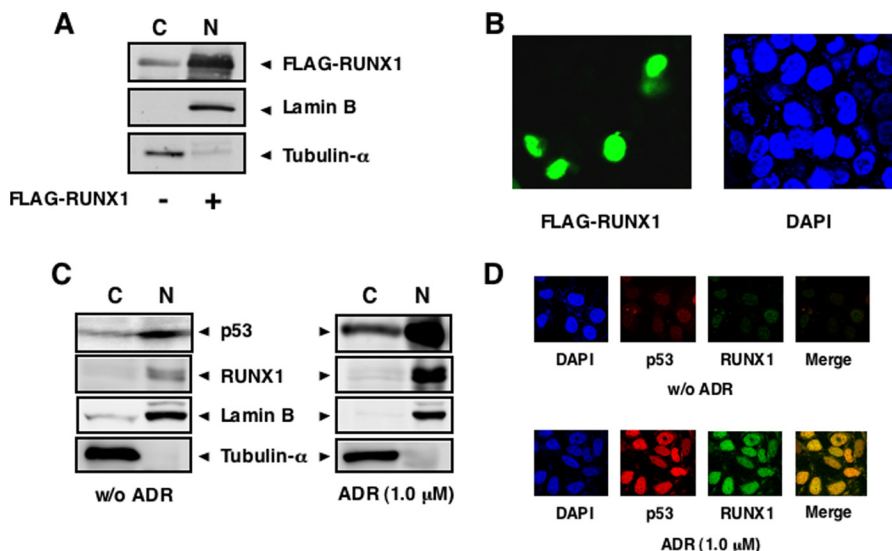 A
C N
FLAG-RUNX1
Lamin B
Tubulin-α
FLAG-RUNX1 - +
B
FLAG-RUNX1 DAPI
C
C N C N
p53
RUNX1
Lamin B
Tubulin-α
w/o ADR ADR (1.0 μM)
D
DAPI p53 RUNX1 Merge
w/o ADR
DAPI p53 RUNX1 Merge
ADR (1.0 μM)